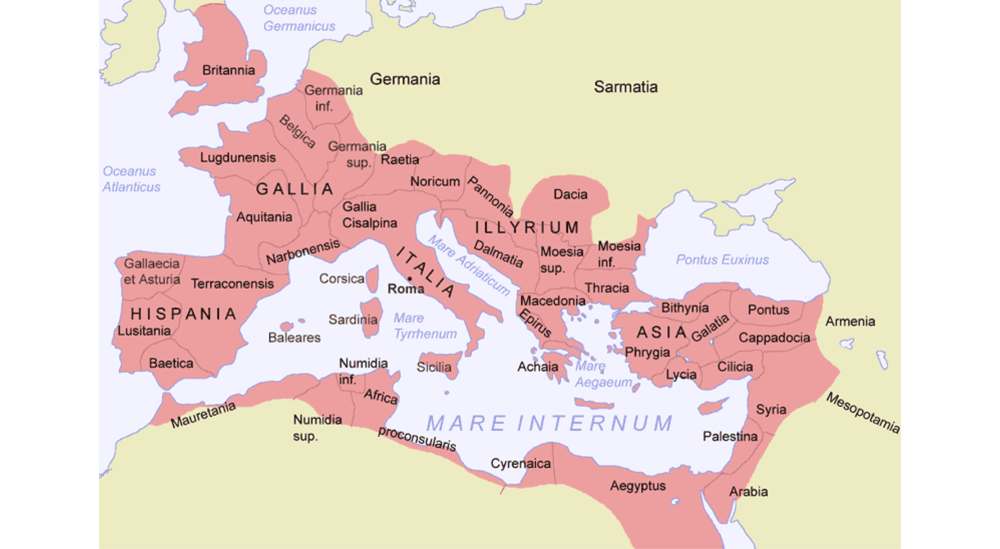 Oceanus
Germanicus
Britannia
Germania
Sarmatia
Germania
inf.
Belgica
Germania
sup.
Lugdunensis
Raetia
Oceanus
Atlanticus
Noricum
Pannonia
Dacia
GALLIA
Gallia
Cisalpina
Aquitania
ILLYRIUM
Mare Adriaticum
Dalmatia
Moesia
sup.
Moesia
inf.
Pontus Euxinus
Narbonensis
ITALIA
Gallaecia
et Asturia
Terraconensis
Corsica
Roma
Thracia
Macedonia
Epirus
Bithynia
Pontus
HISPANIA
Lusitania
Sardinia
Mare
Tyrrhenum
ASIA
Galatia
Armenia
Baleares
Cappadocia
Phrygia
Baetica
Numidia
inf.
Sicilia
Achaia
Mare
Aegaeum
Lycia
Cilicia
Africa
Mauretania
Numidia
sup.
proconsularis
MARE INTERNUM
Syria
Mesopotamia
Palestina
Cyrenaica
Aegyptus
Arabia